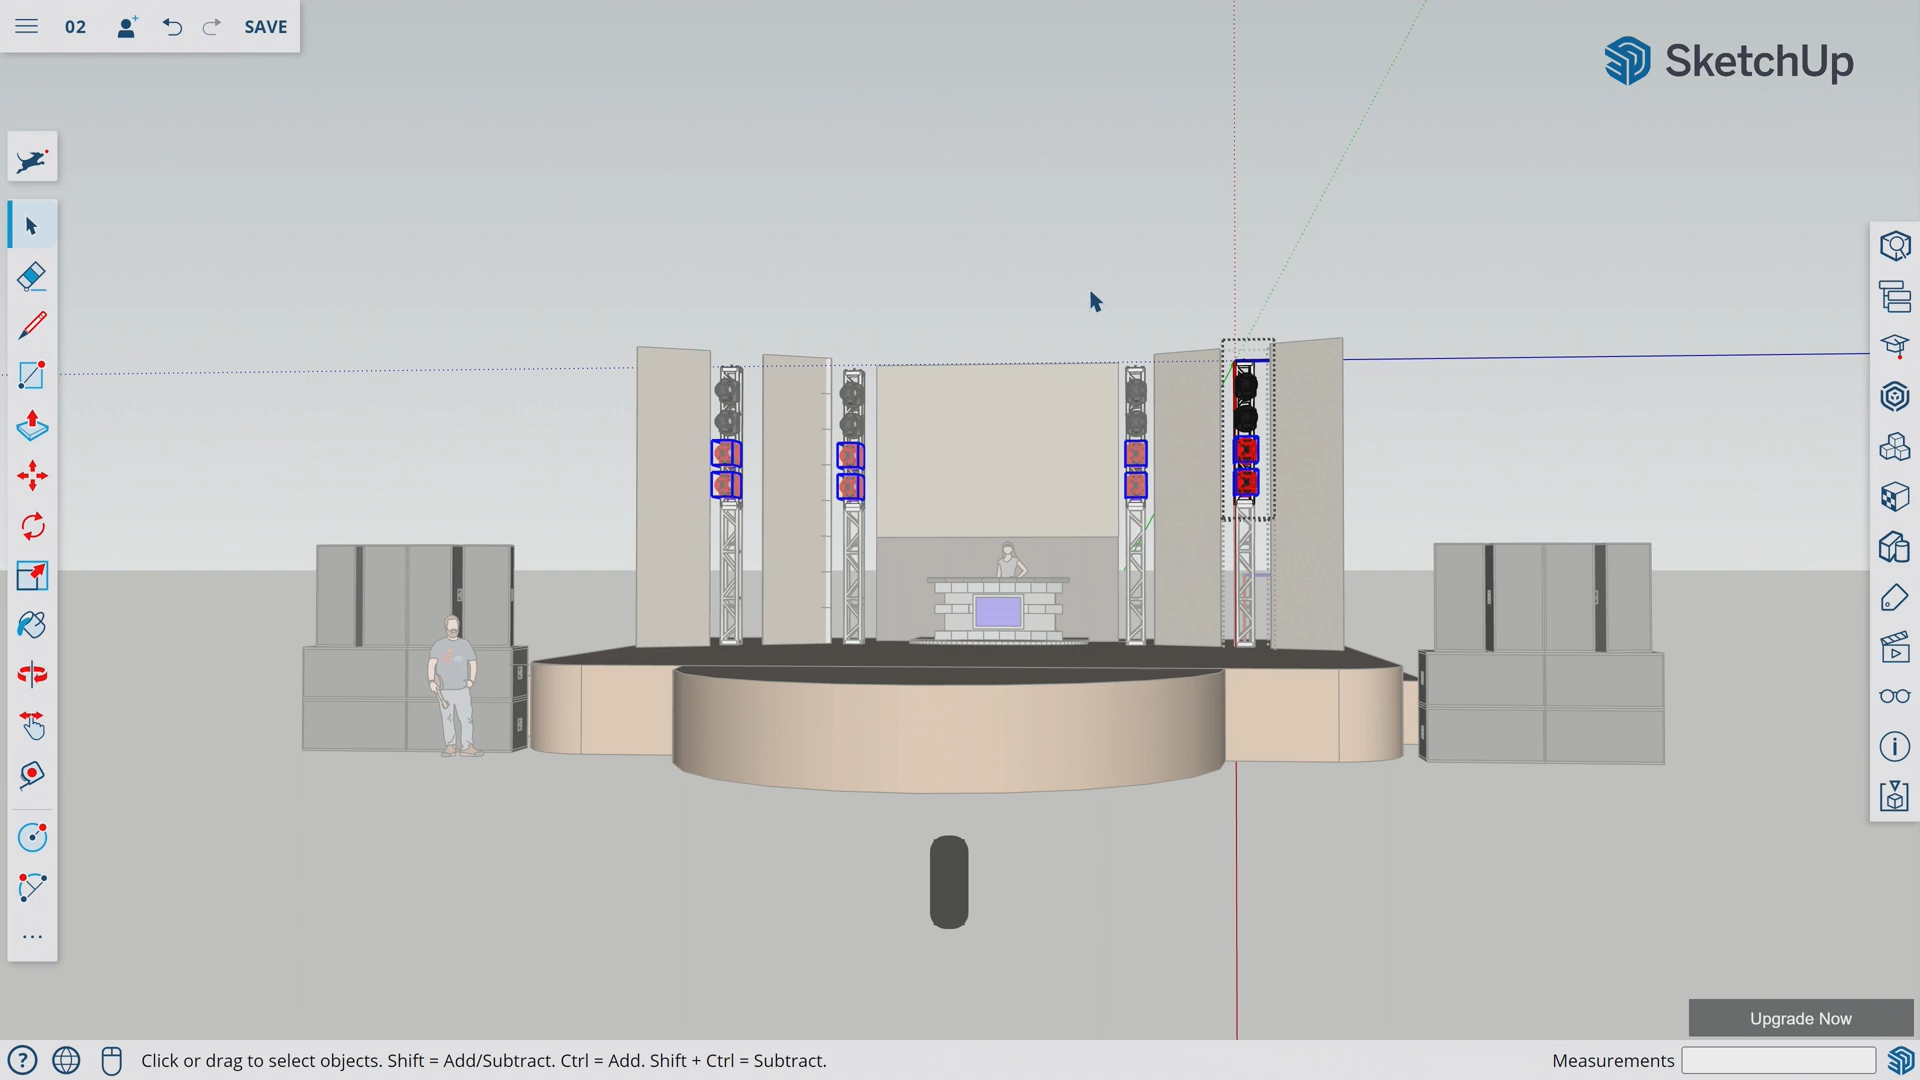 02
SAVE
SketchUp
Upgrade Now
Click or drag to select objects. Shift = Add/Subtract. Ctrl = Add. Shift + Ctrl = Subtract.
Measurements